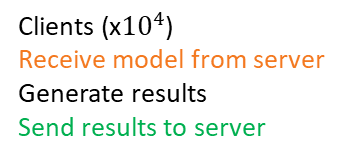 Clients (x10⁴)
Receive model from server
Generate results
Send results to server